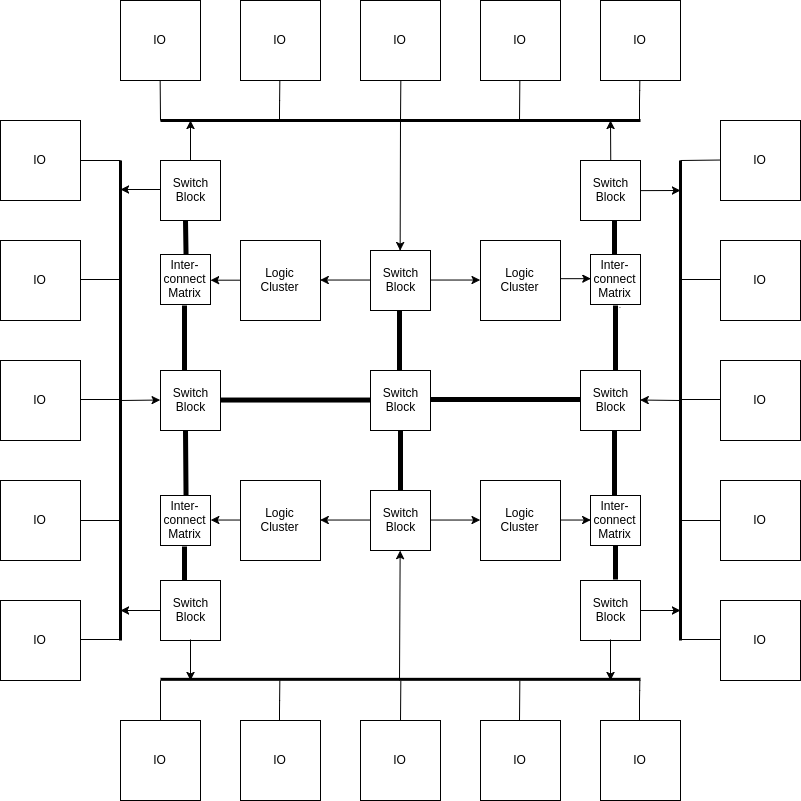 IO
IO
IO
IO
IO
IO
IO
Switch
Block
Switch
Block
IO
Inter-
connect
Matrix
Logic
Cluster
Switch
Block
Logic
Cluster
Inter-
connect
Matrix
IO
IO
Switch
Block
Switch
Block
Switch
Block
IO
IO
Inter-
connect
Matrix
Logic
Cluster
Switch
Block
Logic
Cluster
Inter-
connect
Matrix
IO
IO
Switch
Block
Switch
Block
IO
IO
IO
IO
IO
IO